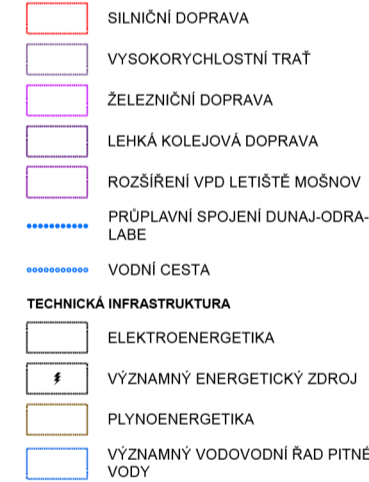 SILNIČNÍ DOPRAVA
VYSOKORYCHLOSTNÍ TRAŤ
ŽELEZNIČNÍ DOPRAVA
LEHKÁ KOLEJOVÁ DOPRAVA
ROZŠÍŘENÍ VPD LETIŠTĚ MOŠNOV
PRŮPLAVNÍ SPOJENÍ DUNAJ-ODRA-
LABE
VODNÍ CESTA
TECHNICKÁ INFRASTRUKTURA
ELEKTROENERGETIKA
VÝZNAMNÝ ENERGETICKÝ ZDROJ
PLYNOENERGETIKA
VÝZNAMNÝ VODOVODNÍ ŘAD PITNÉ
VODY